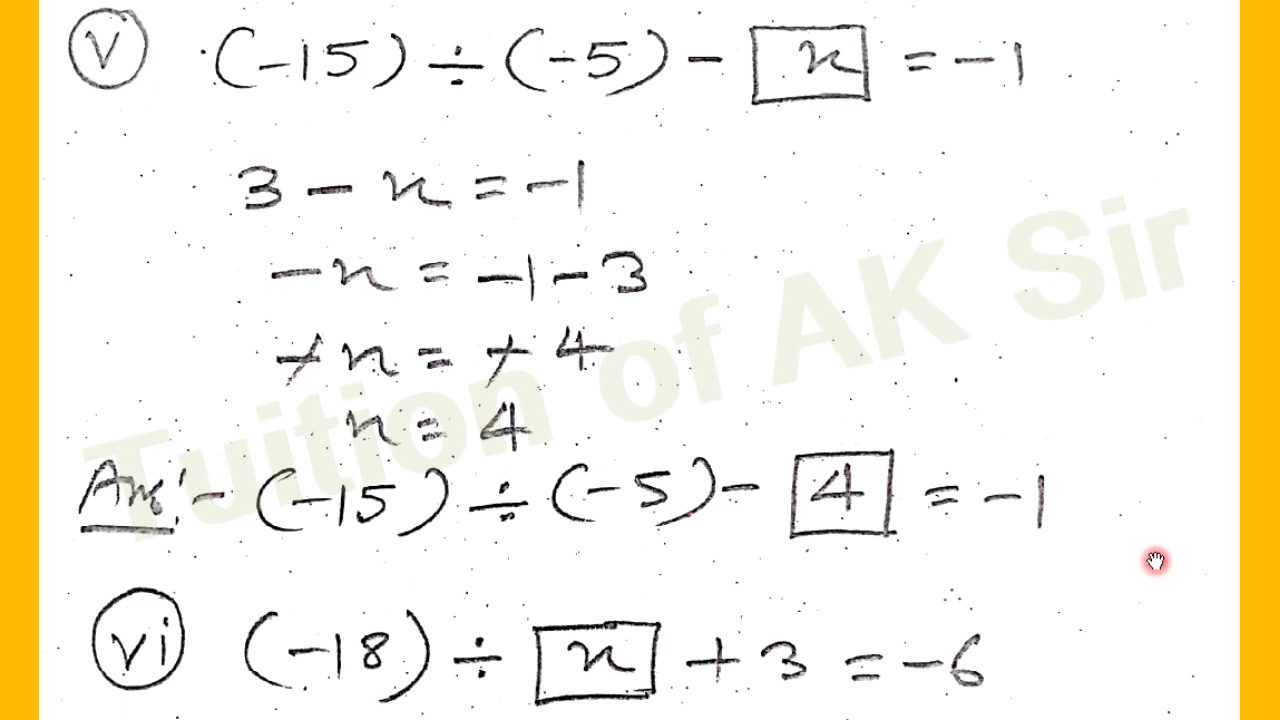 (v) (-15) ÷ (-5) - [x] = -1
3 - x = -1
-x = -1 - 3
+x = +4
x = 4
Ans:- (-15) ÷ (-5) - [4] = -1
(vi) (-18) ÷ [x] + 3 = -6
Tuition of AK Sir